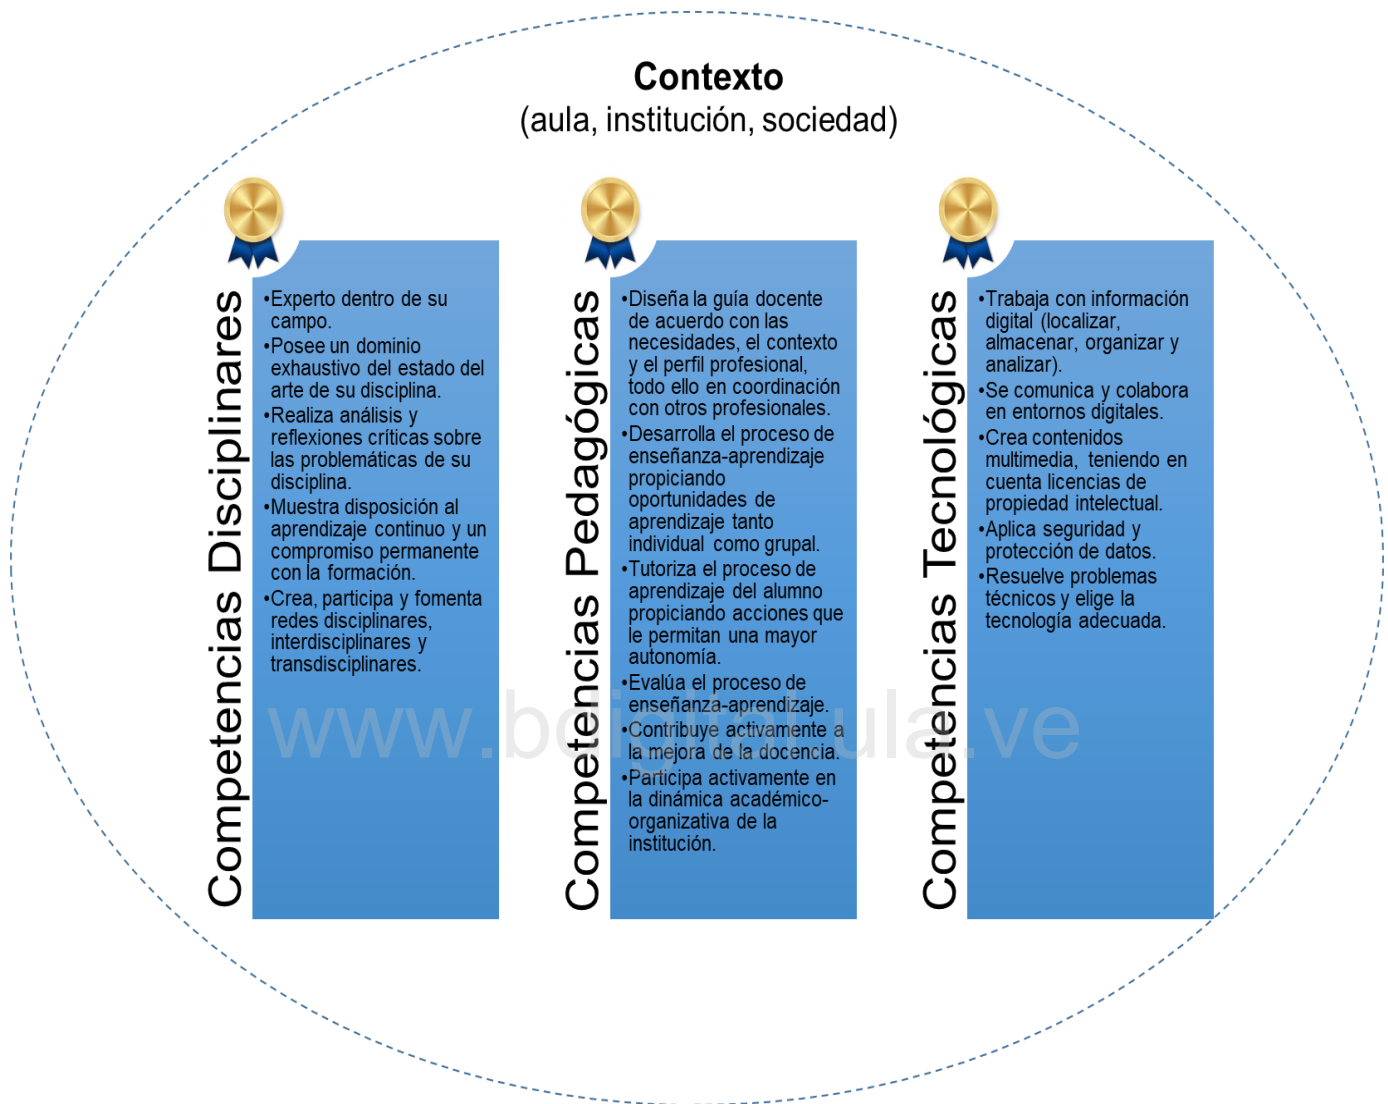 Contexto
(aula, institución, sociedad)
Competencias Disciplinares
•Experto dentro de su
campo.
•Posee un dominio
exhaustivo del estado del
arte de su disciplina.
•Realiza análisis y
reflexiones críticas sobre
las problemáticas de su
disciplina.
•Muestra disposición al
aprendizaje continuo y un
compromiso permanente
con la formación.
•Crea, participa y fomenta
redes disciplinares,
interdisciplinares y
transdisciplinares.
Competencias Pedagógicas
•Diseña la guía docente
de acuerdo con las
necesidades, el contexto
y el perfil profesional,
todo ello en coordinación
con otros profesionales.
•Desarrolla el proceso de
enseñanza-aprendizaje
propiciando
oportunidades de
aprendizaje tanto
individual como grupal.
•Tutoriza el proceso de
aprendizaje del alumno
propiciando acciones que
le permitan una mayor
autonomía.
•Evalúa el proceso de
enseñanza-aprendizaje.
•Contribuye activamente a
la mejora de la docencia.
•Participa activamente en
la dinámica académico-
organizativa de la
institución.
Competencias Tecnológicas
•Trabaja con información
digital (localizar,
almacenar, organizar y
analizar).
•Se comunica y colabora
en entornos digitales.
•Crea contenidos
multimedia, teniendo en
cuenta licencias de
propiedad intelectual.
•Aplica seguridad y
protección de datos.
•Resuelve problemas
técnicos y elige la
tecnología adecuada.
www.bdigital.ula.ve